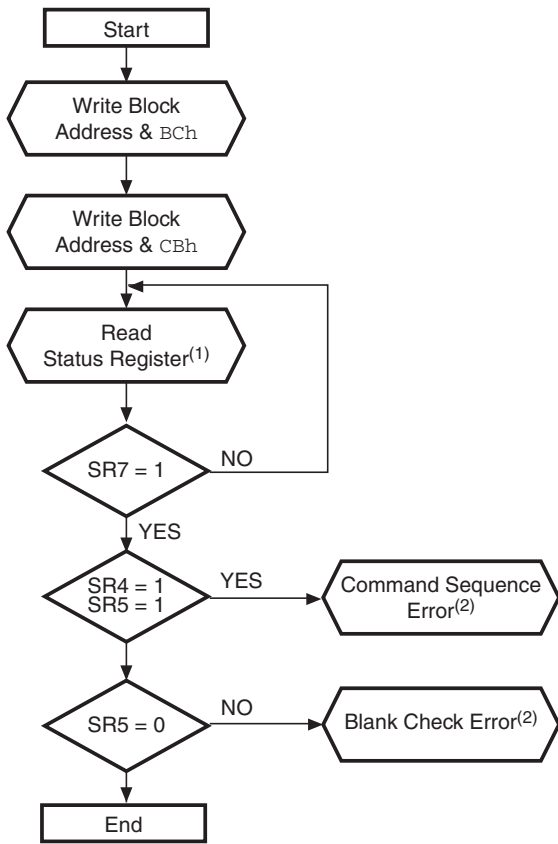 Start
Write Block
Address & BCh
Write Block
Address & CBh
Read
Status Register(1)
SR7 = 1
NO
YES
SR4 = 1
SR5 = 1
YES
Command Sequence
Error(2)
SR5 = 0
NO
Blank Check Error(2)
End